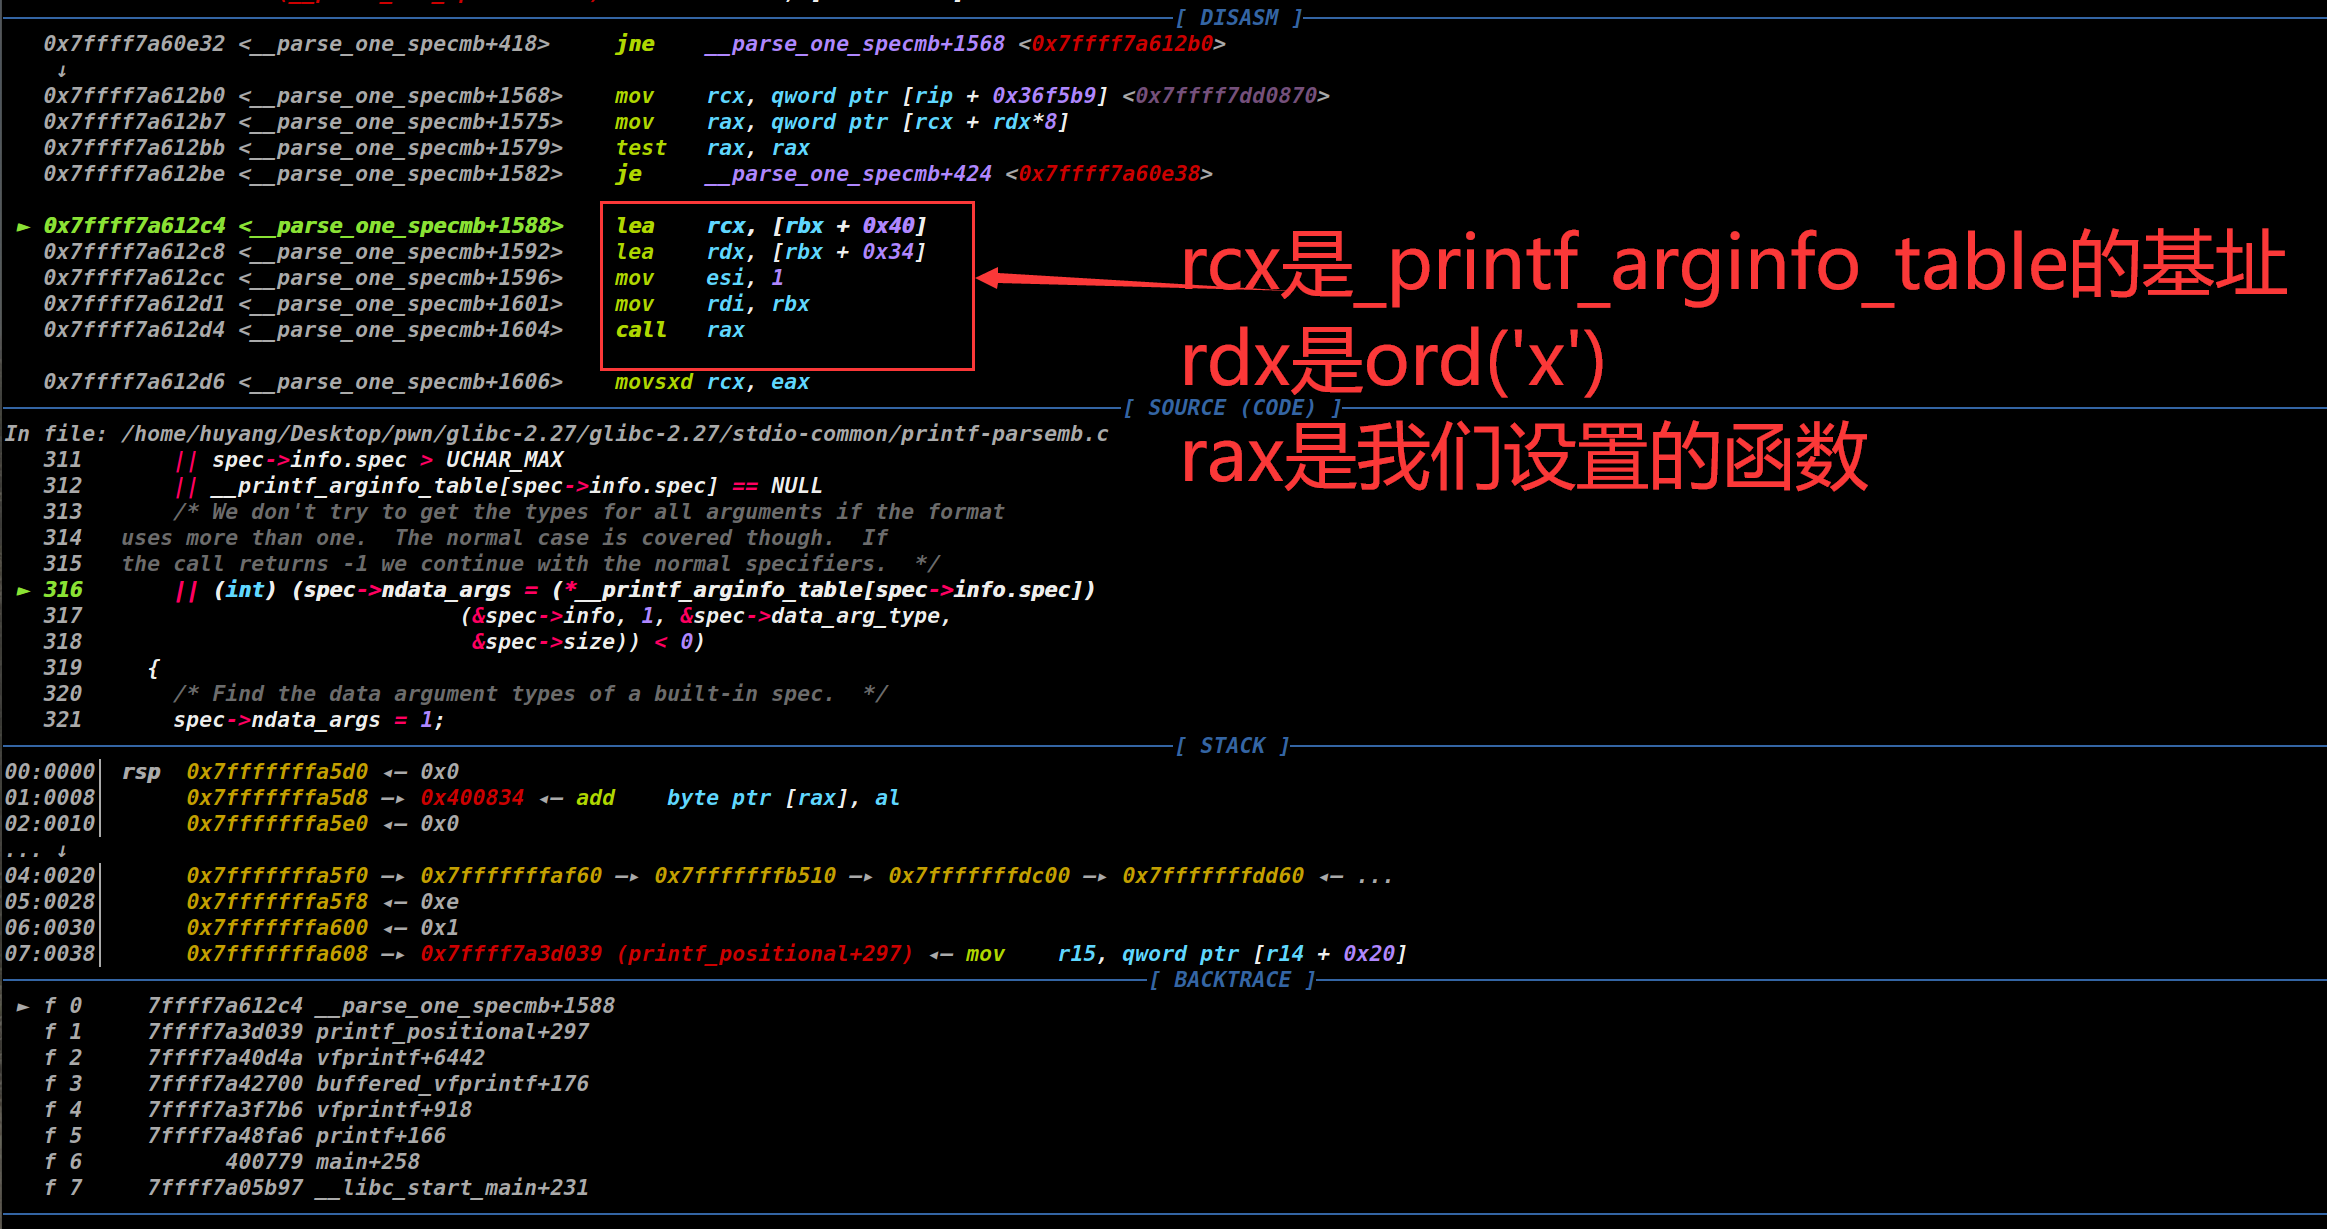 [ DISASM ]
0x7ffff7a60e32 <__parse_one_specmb+418>    jne    __parse_one_specmb+1568 <0x7ffff7a612b0>
↓
0x7ffff7a612b0 <__parse_one_specmb+1568>    mov    rcx, qword ptr [rip + 0x36f5b9] <0x7ffff7dd0870>
0x7ffff7a612b7 <__parse_one_specmb+1575>    mov    rax, qword ptr [rcx + rdx*8]
0x7ffff7a612bb <__parse_one_specmb+1579>    test   rax, rax
0x7ffff7a612be <__parse_one_specmb+1582>    je     __parse_one_specmb+424 <0x7ffff7a60e38>
► 0x7ffff7a612c4 <__parse_one_specmb+1588>    lea    rcx, [rbx + 0x40]
0x7ffff7a612c8 <__parse_one_specmb+1592>    lea    rdx, [rbx + 0x34]
0x7ffff7a612cc <__parse_one_specmb+1596>    mov    esi, 1
0x7ffff7a612d1 <__parse_one_specmb+1601>    mov    rdi, rbx
0x7ffff7a612d4 <__parse_one_specmb+1604>    call   rax
0x7ffff7a612d6 <__parse_one_specmb+1606>    movsxd rcx, eax
rcx是_printf_arginfo_table的基址
rdx是ord('x')
rax是我们设置的函数
[ SOURCE (CODE) ]
In file: /home/huyang/Desktop/pwn/glibc-2.27/glibc-2.27/stdio-common/printf-parsemb.c
311       || spec->info.spec > UCHAR_MAX
312       || __printf_arginfo_table[spec->info.spec] == NULL
313       /* We don't try to get the types for all arguments if the format
314   uses more than one.  The normal case is covered though.  If
315   the call returns -1 we continue with the normal specifiers.  */
► 316       || (int) (spec->ndata_args = (*__printf_arginfo_table[spec->info.spec])
317                             (&spec->info, 1, &spec->data_arg_type,
318                              &spec->size)) < 0)
319     {
320       /* Find the data argument types of a built-in spec.  */
321       spec->ndata_args = 1;
[ STACK ]
00:0000│ rsp  0x7fffffffa5d0 ◂— 0x0
01:0008│      0x7fffffffa5d8 —▸ 0x400834 ◂— add    byte ptr [rax], al
02:0010│      0x7fffffffa5e0 ◂— 0x0
... ↓
04:0020│      0x7fffffffa5f0 —▸ 0x7fffffffaf60 —▸ 0x7fffffffb510 —▸ 0x7fffffffdc00 —▸ 0x7fffffffdd60 ◂— ...
05:0028│      0x7fffffffa5f8 ◂— 0xe
06:0030│      0x7fffffffa600 ◂— 0x1
07:0038│      0x7fffffffa608 —▸ 0x7ffff7a3d039 (printf_positional+297) ◂— mov    r15, qword ptr [r14 + 0x20]
[ BACKTRACE ]
► f 0     7ffff7a612c4 __parse_one_specmb+1588
f 1     7ffff7a3d039 printf_positional+297
f 2     7ffff7a40d4a vfprintf+6442
f 3     7ffff7a42700 buffered_vfprintf+176
f 4     7ffff7a3f7b6 vfprintf+918
f 5     7ffff7a48fa6 printf+166
f 6           400779 main+258
f 7     7ffff7a05b97 __libc_start_main+231